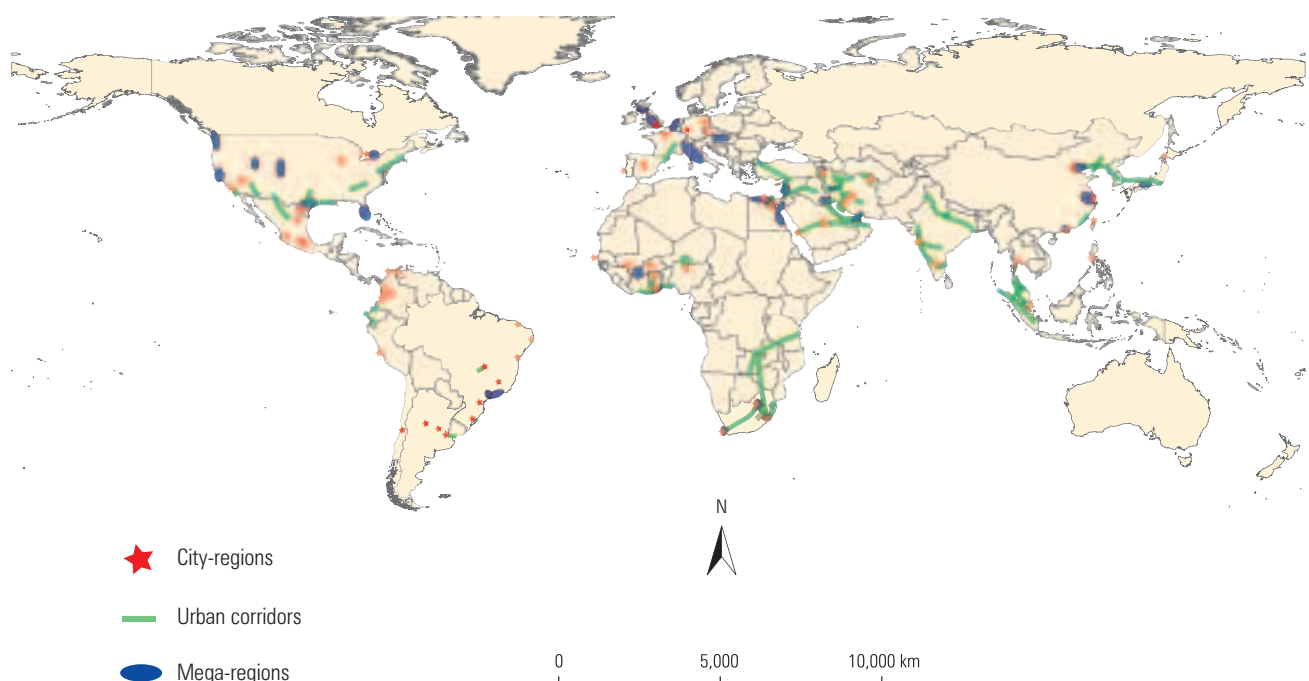 N
City-regions
Urban corridors
Mega-regions
0 5,000 10,000 km